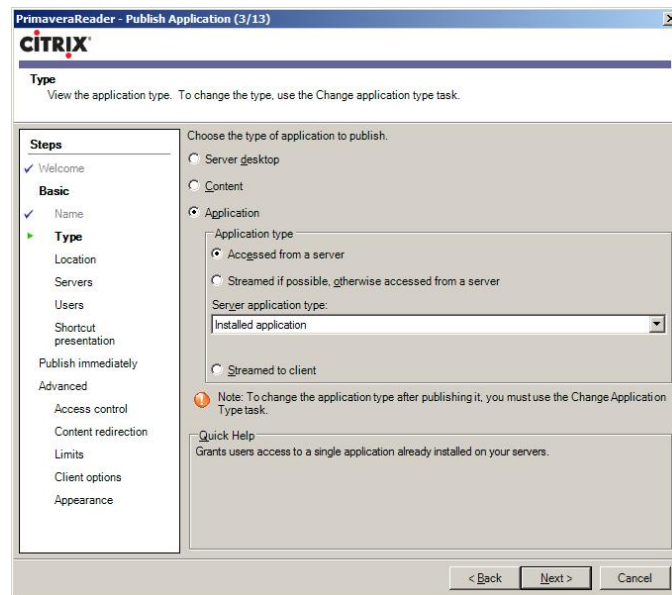 PrimaveraReader - Publish Application (3/13)
CITRIX
Type
View the application type. To change the type, use the Change application type task.
Steps
Welcome
Basic
Name
Type
Location
Servers
Users
Shortcut
presentation
Publish immediately
Advanced
Access control
Content redirection
Limits
Client options
Appearance
Choose the type of application to publish.
Server desktop
Content
Application
Application type
Accessed from a server
Streamed if possible, otherwise accessed from a server
Server application type:
Installed application
Streamed to client
Note: To change the application type after publishing it, you must use the Change Application
Type task.
Quick Help
Grants users access to a single application already installed on your servers.
< Back
Next >
Cancel